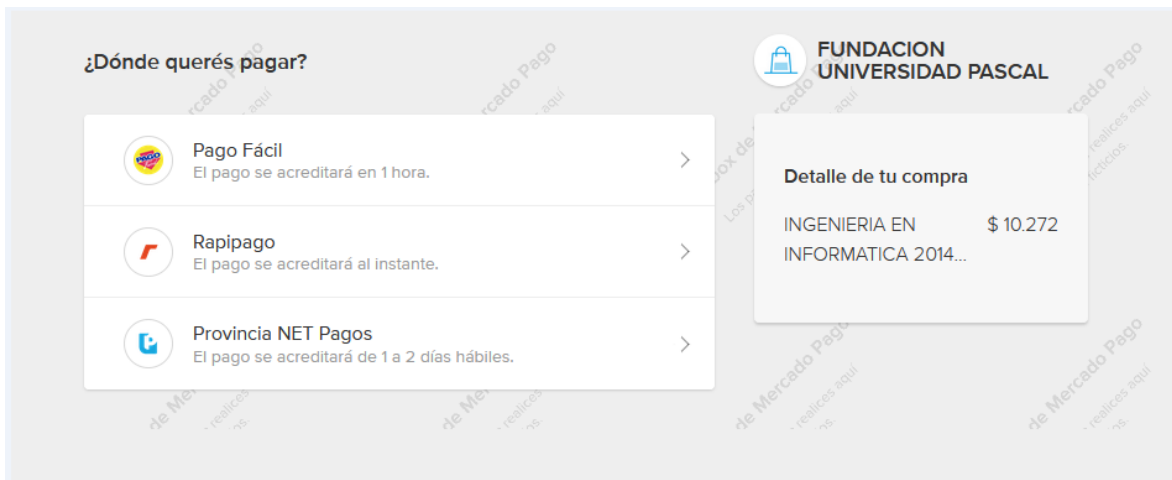 ¿Dónde querés pagar?
Pago Fácil
El pago se acreditará en 1 hora.
Rapipago
El pago se acreditará al instante.
Provincia NET Pagos
El pago se acreditará de 1 a 2 días hábiles.
FUNDACION
UNIVERSIDAD PASCAL
Detalle de tu compra
INGENIERIA EN $ 10.272
INFORMATICA 2014...